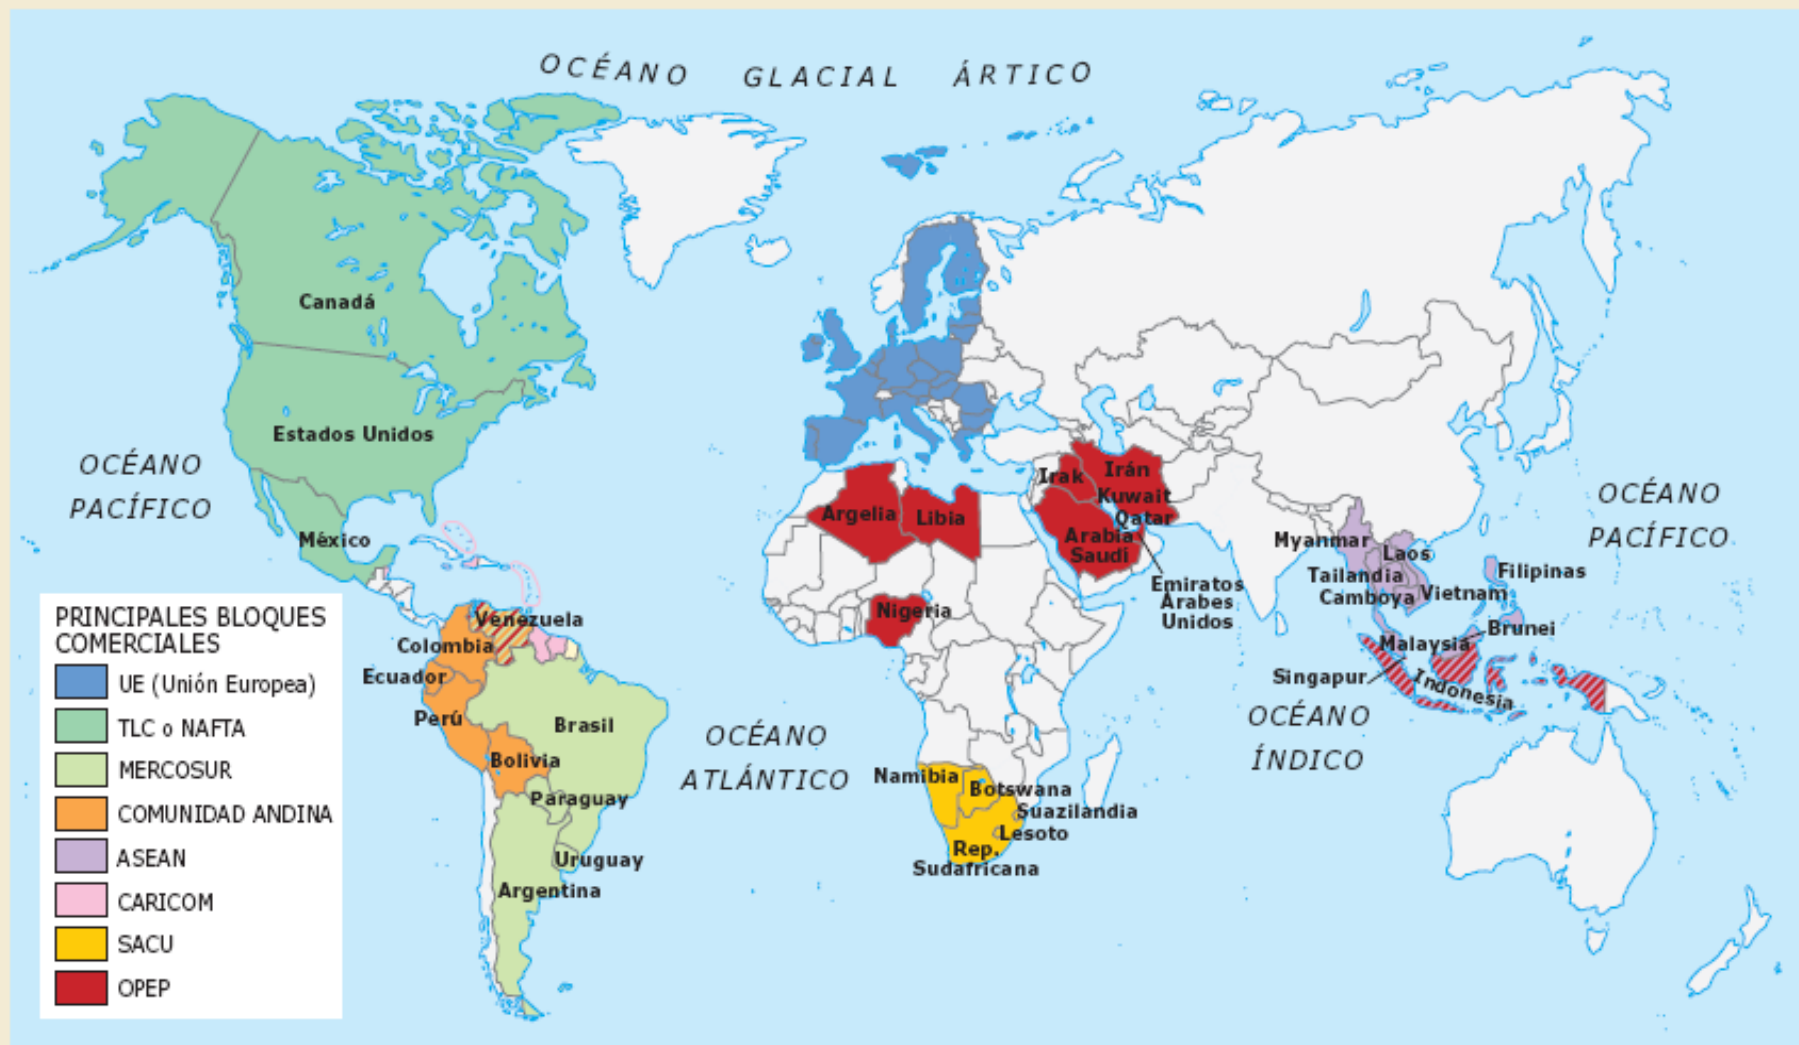 OCÉANO GLACIAL ÁRTICO
Canadá
Estados Unidos
OCÉANO
PACÍFICO
México
Venezuela
Colombia
Ecuador
Perú
Brasil
Bolivia
Paraguay
Uruguay
Argentina
OCÉANO
ATLÁNTICO
Argelia
Libia
Nigeria
Irak
Irán
Kuwait
Qatar
Arabia
Saudí
Emiratos
Árabes
Unidos
Namibia
Botswana
Suazilandia
Lesoto
Rep.
Sudafricana
Myanmar
Laos
Tailandia
Camboya
Vietnam
Filipinas
Brunei
Malaysia
Singapur
Indonesia
OCÉANO
ÍNDICO
OCÉANO
PACÍFICO
PRINCIPALES BLOQUES
COMERCIALES
UE (Unión Europea)
TLC o NAFTA
MERCOSUR
COMUNIDAD ANDINA
ASEAN
CARICOM
SACU
OPEP